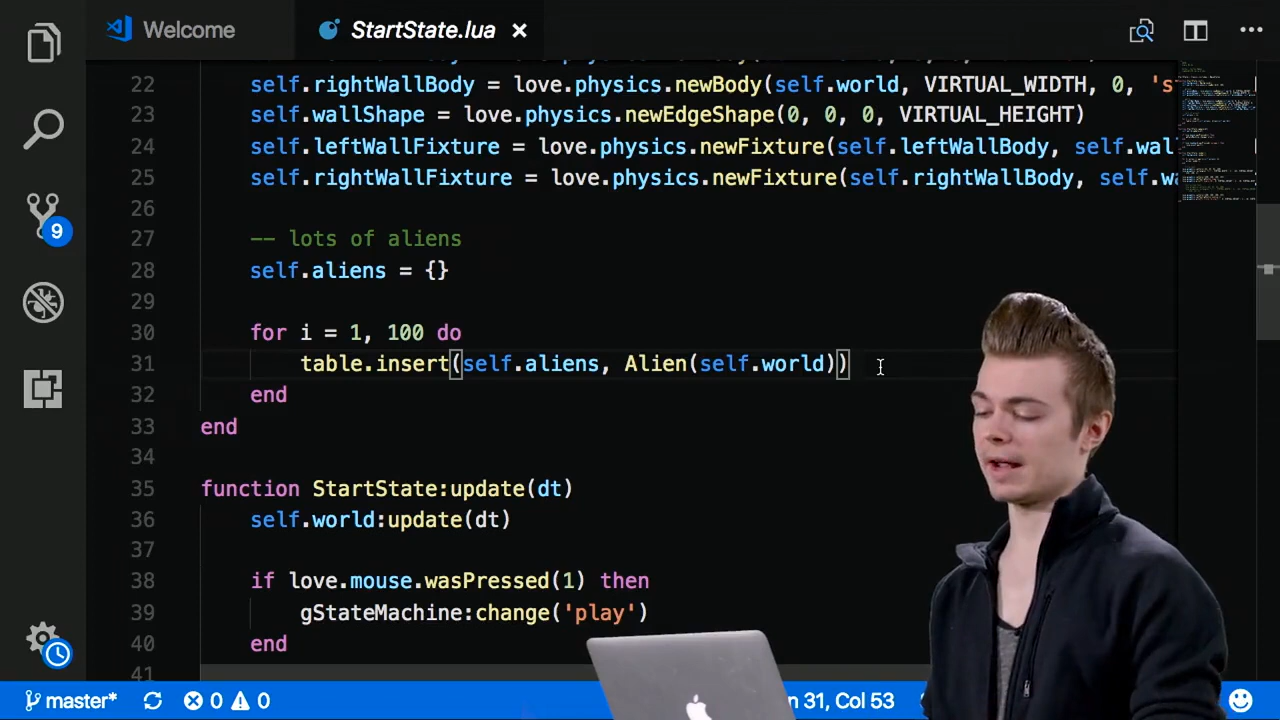 Welcome
StartState.lua
22 self.rightWallBody = love.physics.newBody(self.world, VIRTUAL_WIDTH, 0, 's
23 self.wallShape = love.physics.newEdgeShape(0, 0, 0, VIRTUAL_HEIGHT)
24 self.leftWallFixture = love.physics.newFixture(self.leftWallBody, self.wal
25 self.rightWallFixture = love.physics.newFixture(self.rightWallBody, self.wa
26
27 -- lots of aliens
28 self.aliens = {}
29
30 for i = 1, 100 do
31 table.insert(self.aliens, Alien(self.world))
32 end
33 end
34
35 function StartState:update(dt)
36 self.world:update(dt)
37
38 if love.mouse.wasPressed(1) then
39 gStateMachine:change('play')
40 end
41
9
master* 0 0 n 31, Col 53